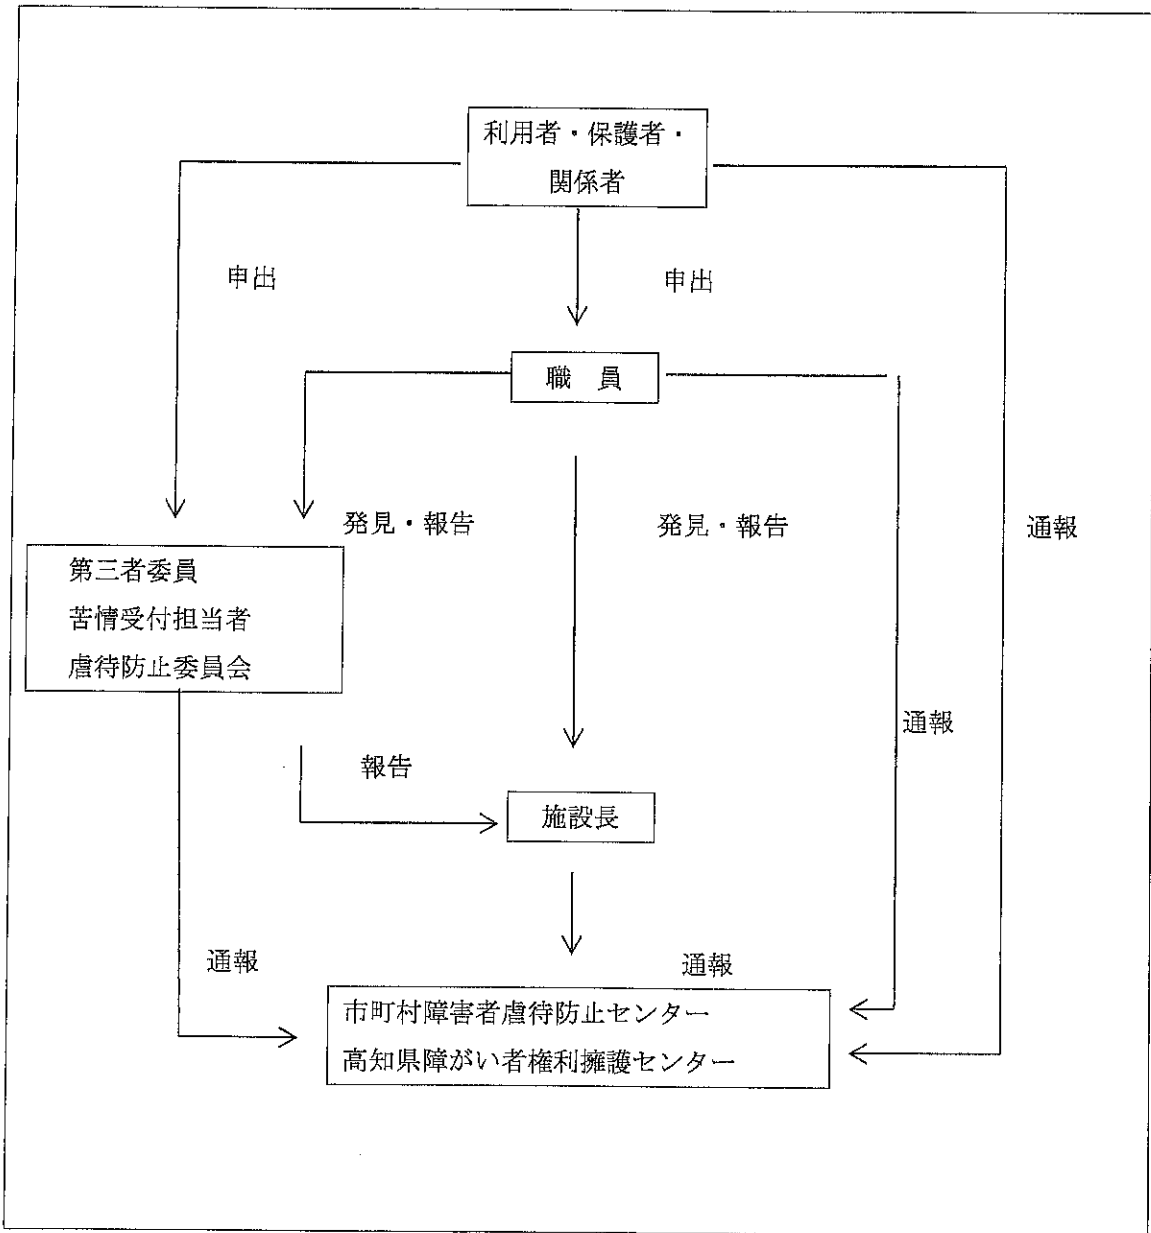 利用者・保護者・
関係者
申出
申出
職　員
発見・報告
発見・報告
通報
第三者委員
苦情受付担当者
虐待防止委員会
通報
報告
施設長
通報
通報
市町村障害者虐待防止センター
高知県障がい者権利擁護センター